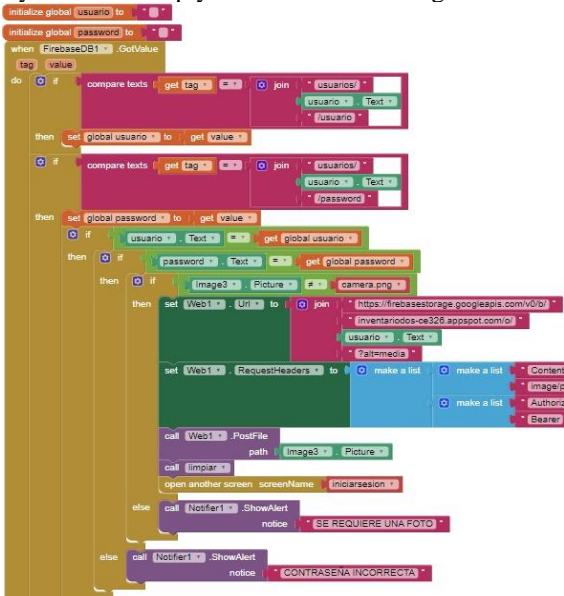 initialize global usuario to " "
initialize global password to " "
when FirebaseDB1 .GotValue
tag value
do if compare texts get tag = join " usuarios/ "
usuario . Text
" /usuario "
then set global usuario to get value
if compare texts get tag = join " usuarios/ "
usuario . Text
" /password "
then set global password to get value
if usuario . Text = get global usuario
then if password . Text = get global password
then if Image3 . Picture ≠ camera.png
then set Web1 . Url to join " https://firebasestorage.googleapis.com/v0/b/ "
" inventariodos-ce326.appspot.com/o/ "
usuario . Text
" ?alt=media "
set Web1 . RequestHeaders to make a list make a list " Content
" image/p
make a list " Authoriz
" Bearer
call Web1 .PostFile
path Image3 . Picture
call limpiar
open another screen screenName iniciarsesion
else call Notifier1 .ShowAlert
notice " SE REQUIERE UNA FOTO "
else call Notifier1 .ShowAlert
notice " CONTRASEÑA INCORRECTA "